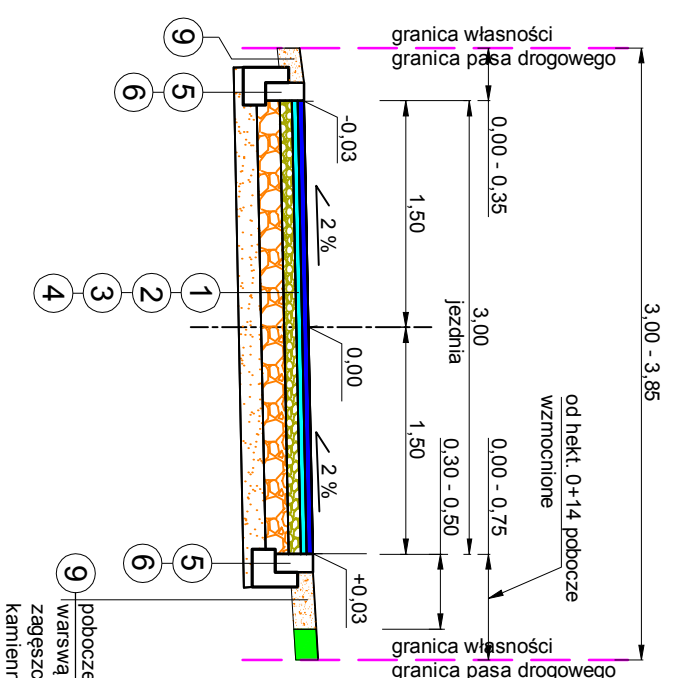 granica własności
granica pasa drogowego
3,00 - 3,85
0,00 - 0,35
3,00
jezdnia
1,50
1,50
0,00 - 0,75
0,30 - 0,50
od hekt. 0+14 pobocze
wzmocnione
-0,03
2 %
0,00
2 %
+0,03
9
5
6
1
2
3
4
5
6
9
pobocze
warswą
zagęszc
kamienn
granica własności
granica pasa drogowego